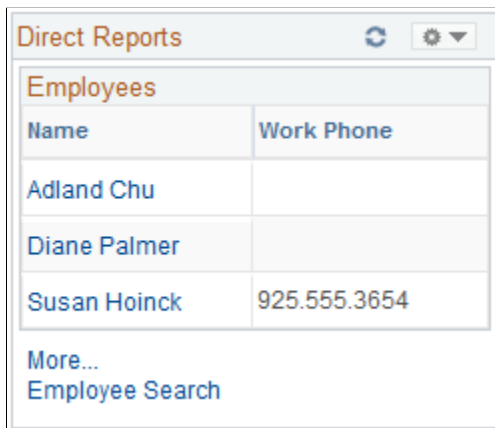 Direct Reports
Employees
Name Work Phone
Adland Chu
Diane Palmer
Susan Hoinck 925.555.3654
More...
Employee Search